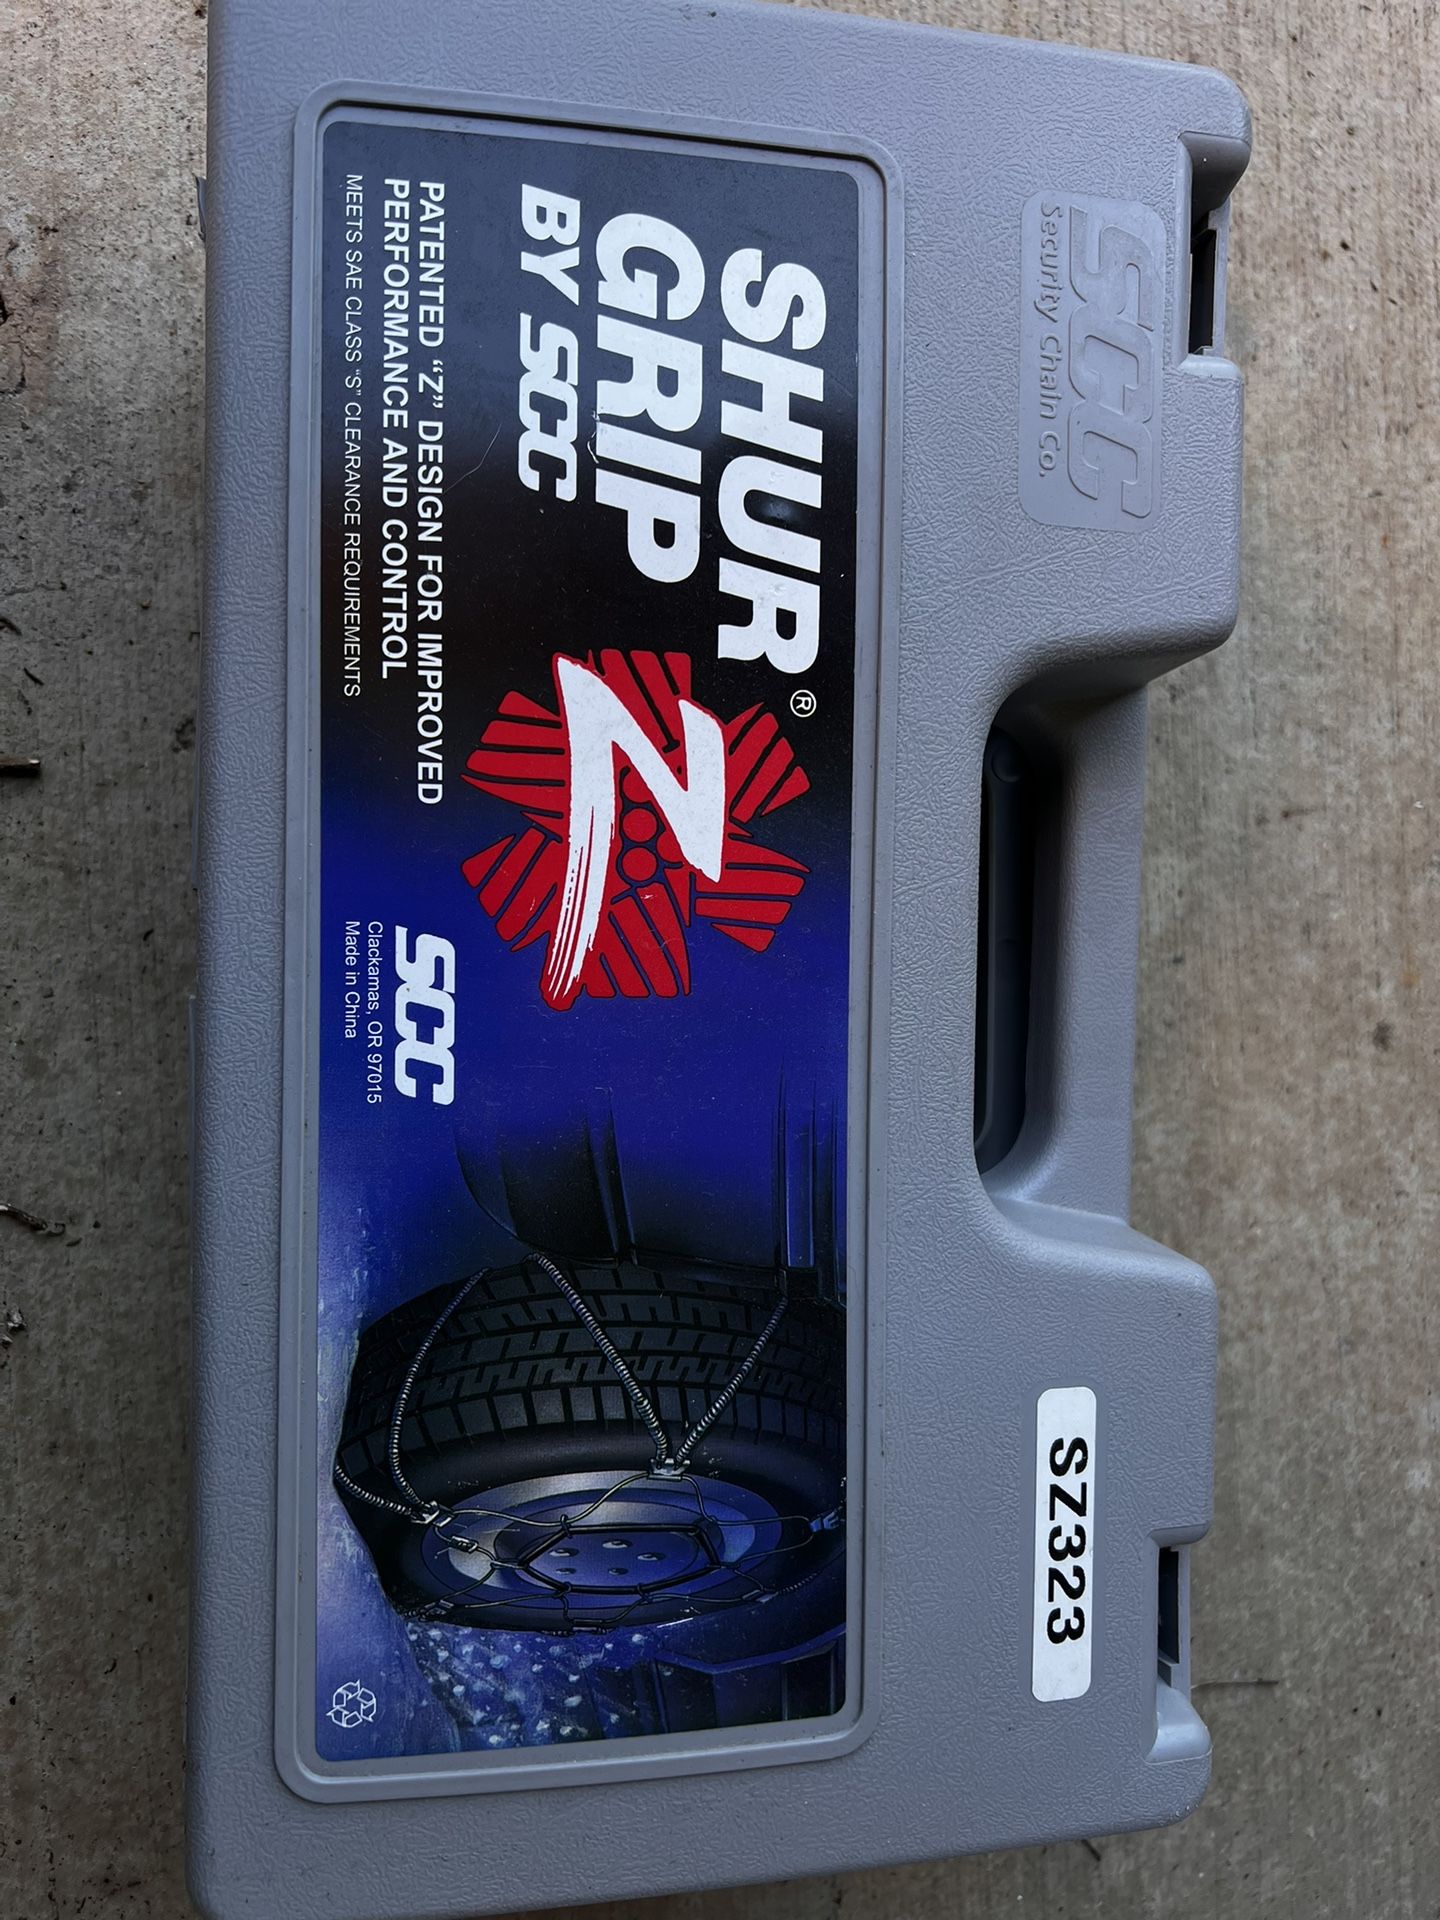 SCC
Security Chain Co.
SZ323
SHUR®
GRIP
BY SCC
Z
PATENTED “Z” DESIGN FOR IMPROVED
PERFORMANCE AND CONTROL
MEETS SAE CLASS “S” CLEARANCE REQUIREMENTS
SCC
Clackamas, OR 97015
Made in China